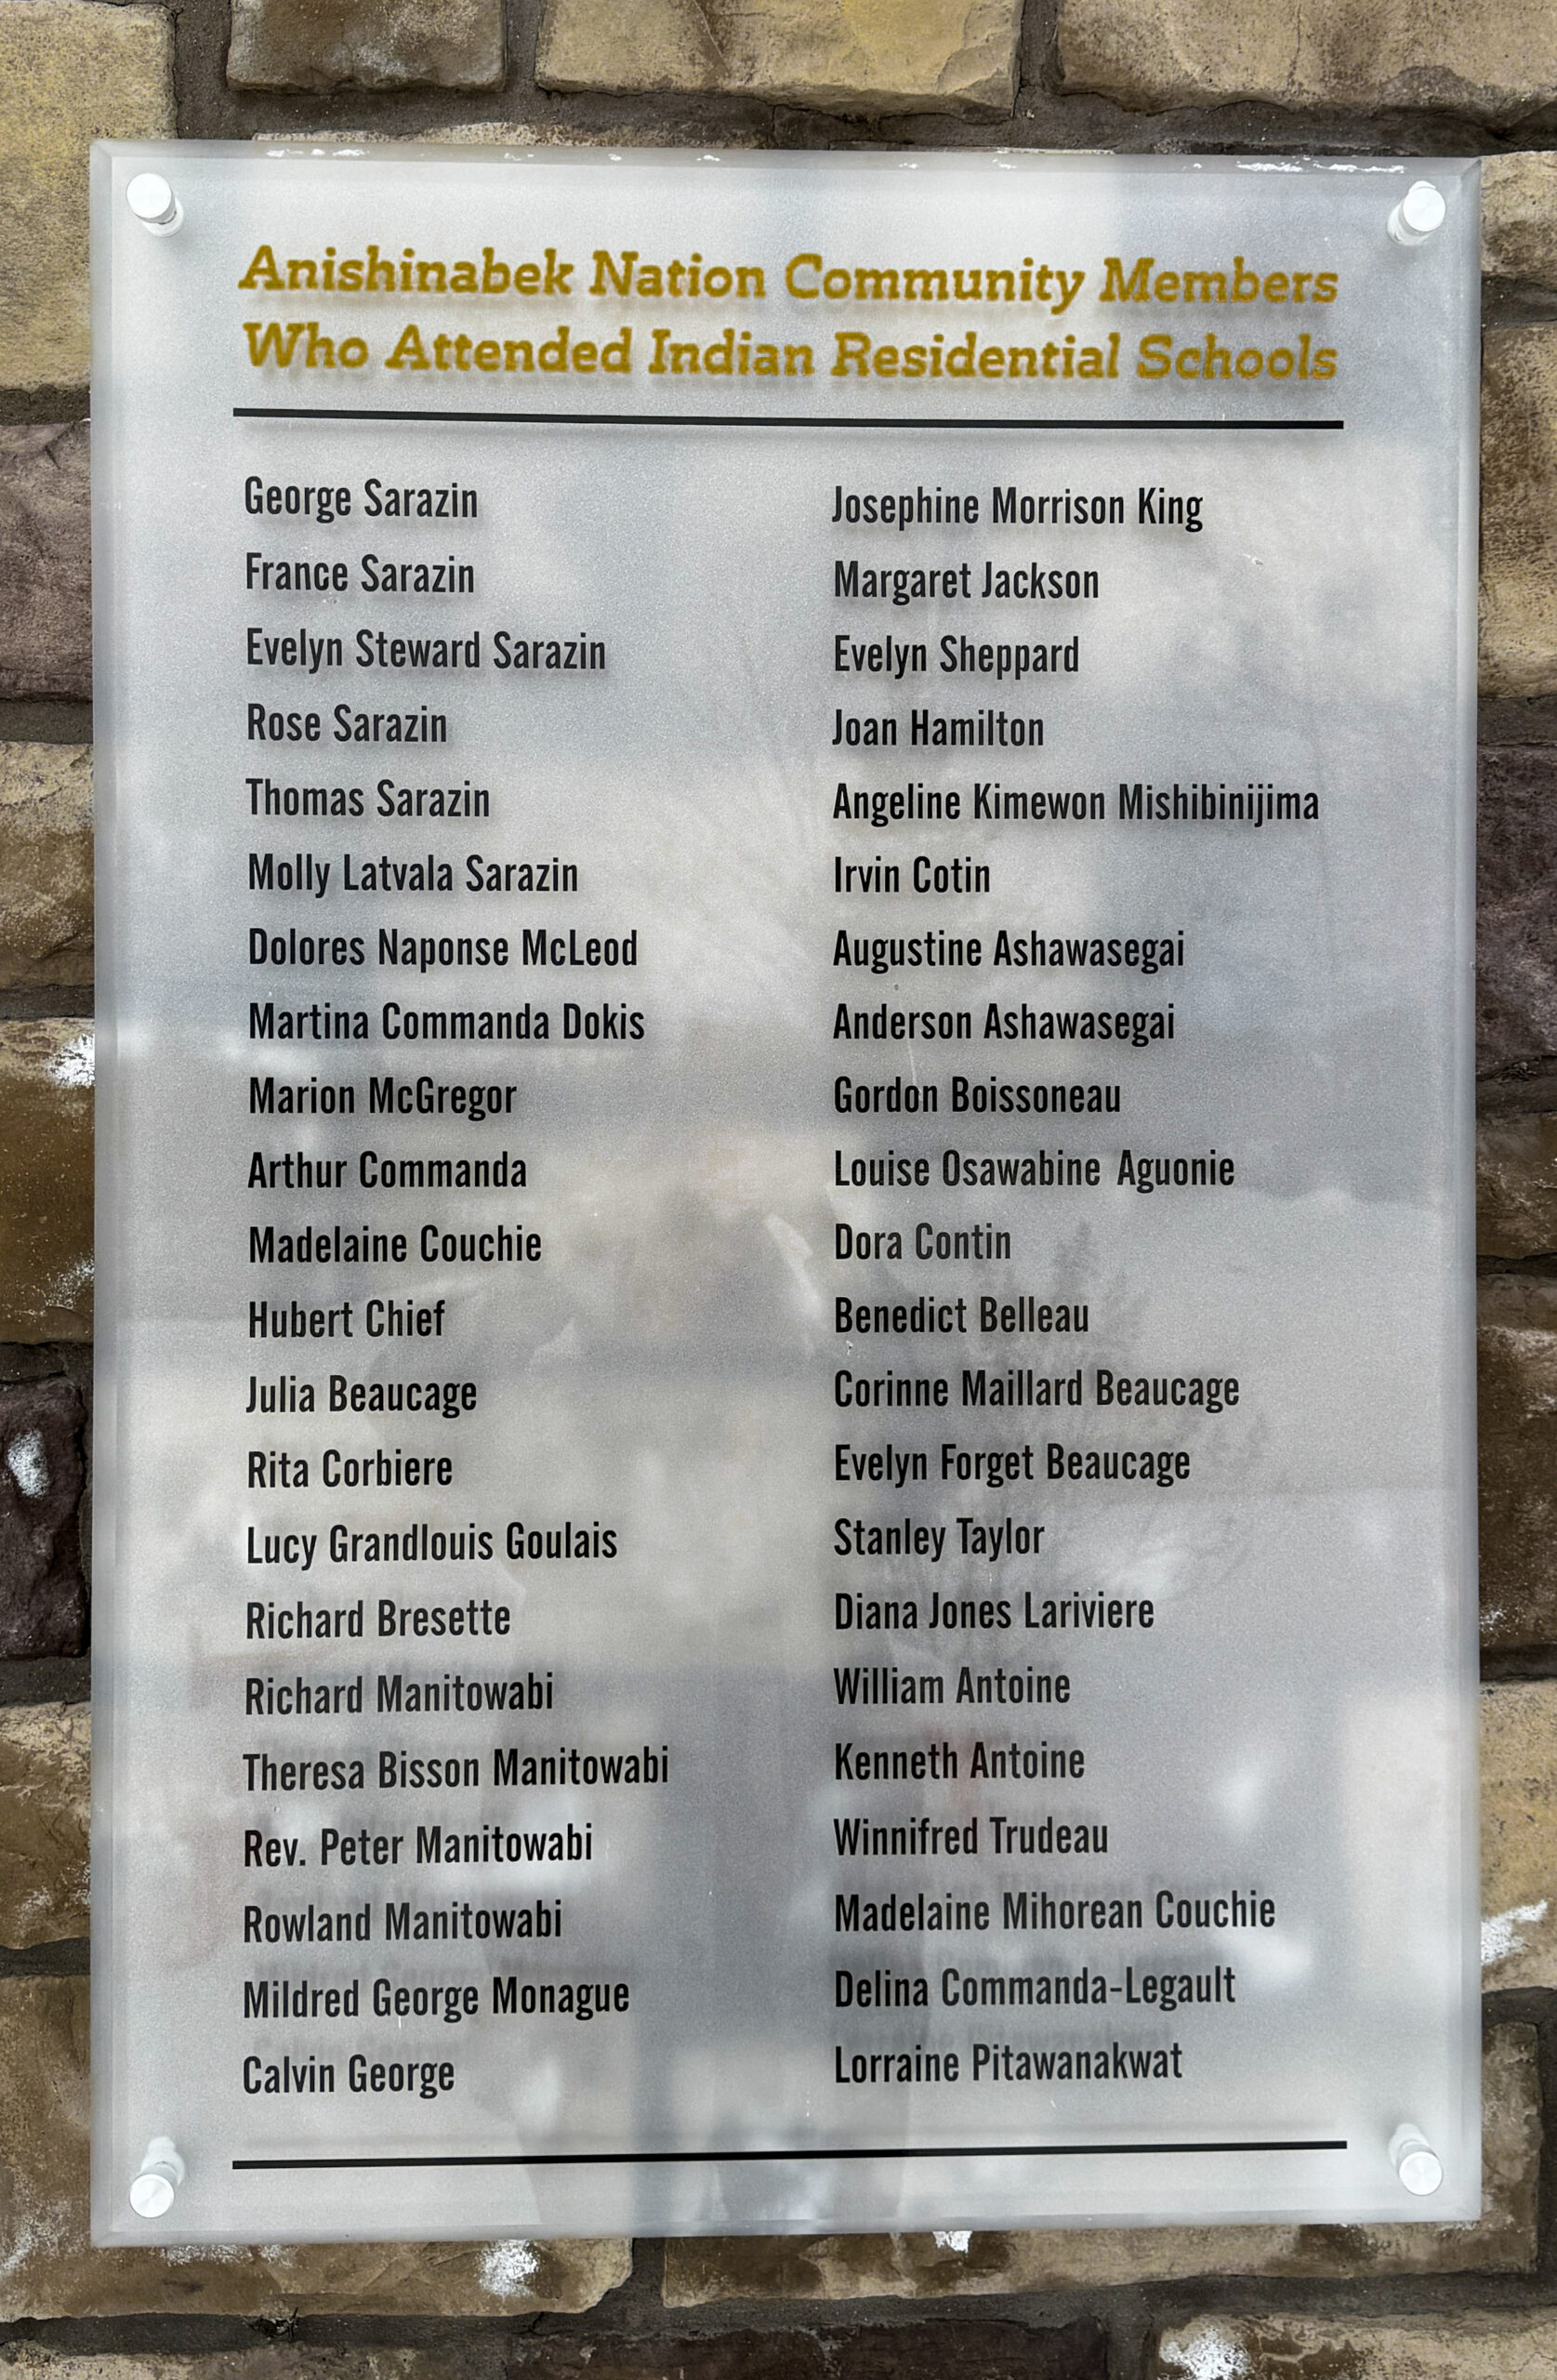 Anishinabek Nation Community Members
Who Attended Indian Residential Schools
George Sarazin
France Sarazin
Evelyn Steward Sarazin
Rose Sarazin
Thomas Sarazin
Molly Latvala Sarazin
Dolores Naponse McLeod
Martina Commanda Dokis
Marion McGregor
Arthur Commanda
Madelaine Couchie
Hubert Chief
Julia Beaucage
Rita Corbiere
Lucy Grandlouis Goulais
Richard Bresette
Richard Manitowabi
Theresa Bisson Manitowabi
Rev. Peter Manitowabi
Rowland Manitowabi
Mildred George Monague
Calvin George
Josephine Morrison King
Margaret Jackson
Evelyn Sheppard
Joan Hamilton
Angeline Kimewon Mishibinijima
Irvin Cotin
Augustine Ashawasegai
Anderson Ashawasegai
Gordon Boissoneau
Louise Osawabine Aguonie
Dora Contin
Benedict Belleau
Corinne Maillard Beaucage
Evelyn Forget Beaucage
Stanley Taylor
Diana Jones Lariviere
William Antoine
Kenneth Antoine
Winnifred Trudeau
Madelaine Mihorean Couchie
Delina Commanda-Legault
Lorraine Pitawanakwat